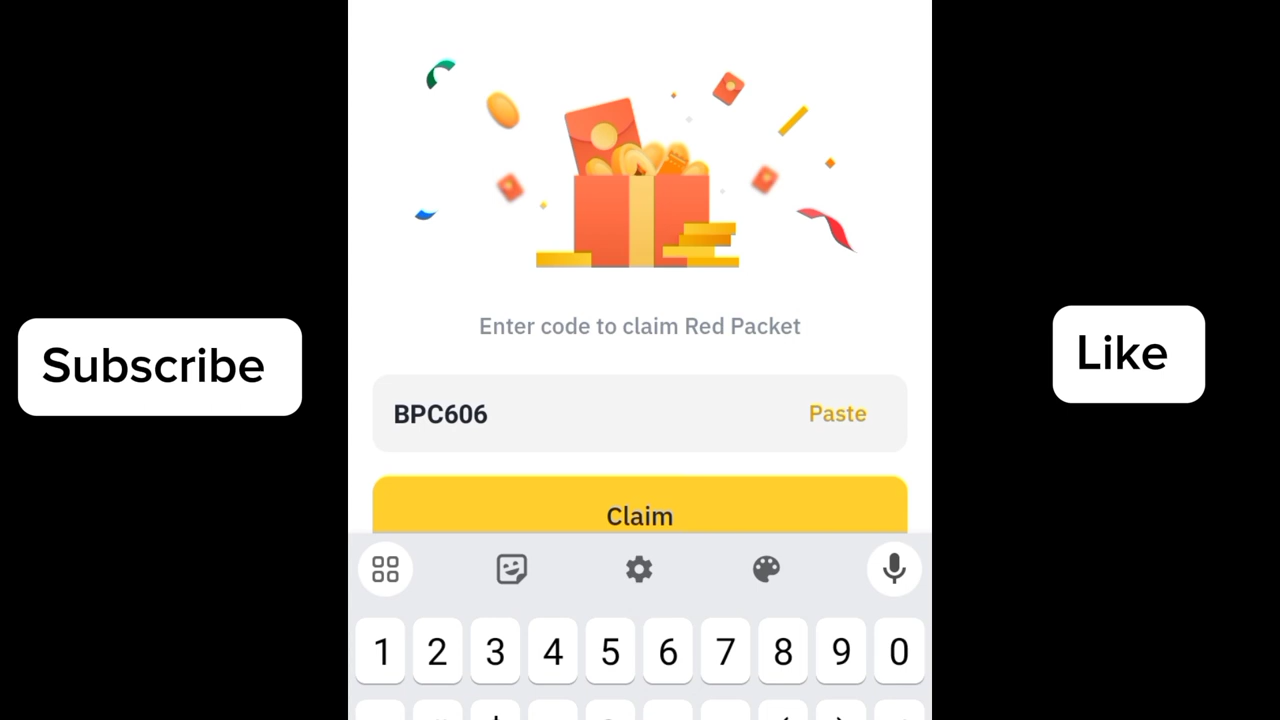 Enter code to claim Red Packet
Subscribe
Like
BPC606
Paste
Claim
1 2 3 4 5 6 7 8 9 0